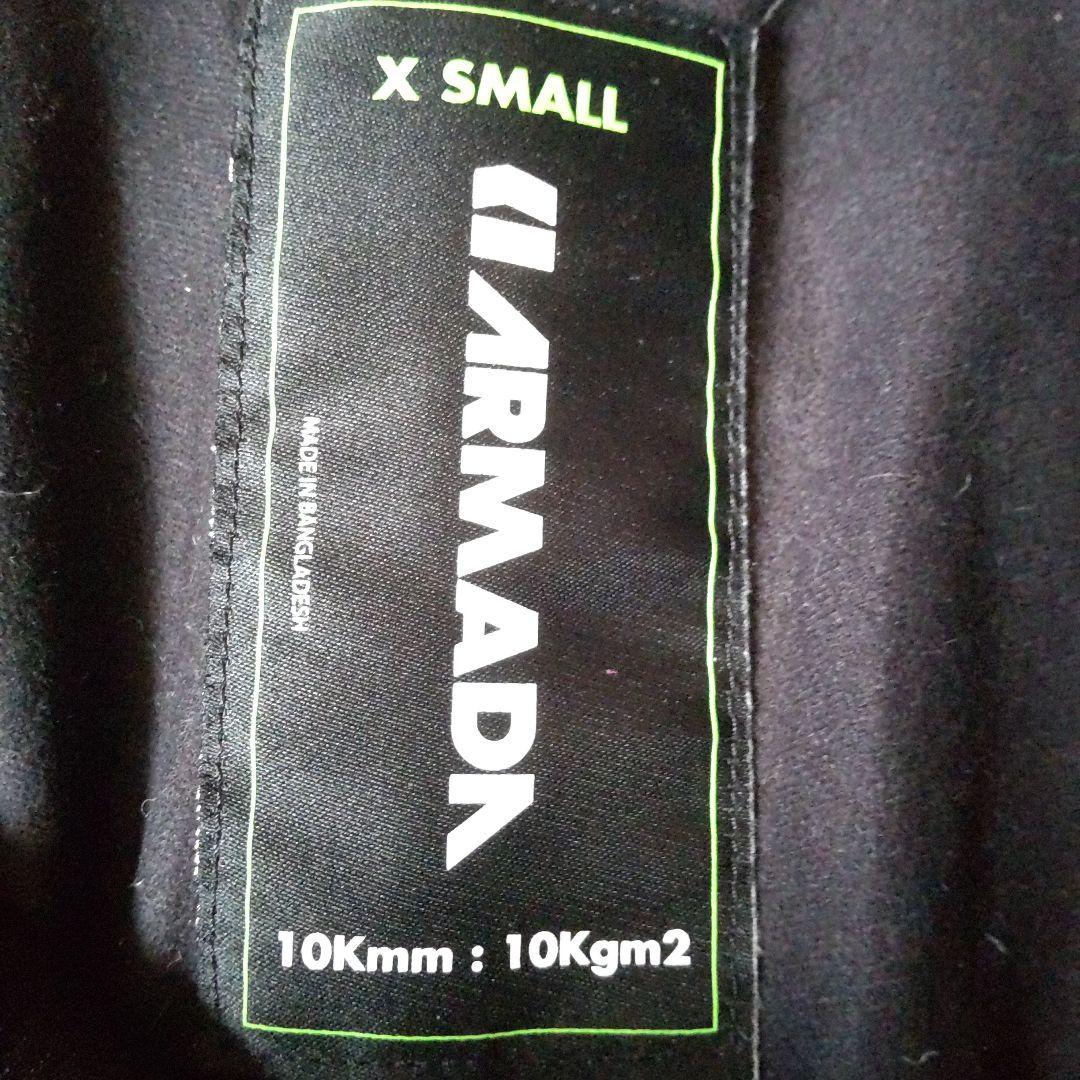 X SMALL
ARMADA
MADE IN BANGLADESH
10Kmm : 10Kgm2